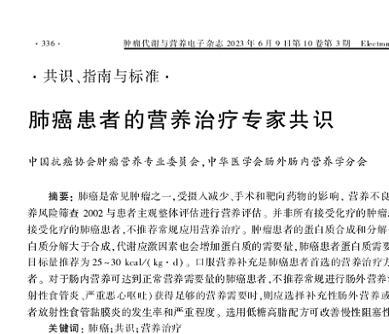 · 336 ·
肿瘤代谢与营养电子杂志 2023 年 6 月 9 日第 10 卷第 3 期 Electron
· 共识、指南与标准 ·
肺癌患者的营养治疗专家共识
中国抗癌协会肿瘤营养专业委员会，中华医学会肠外肠内营养学分会
摘要：肺癌是常见肿瘤之一，受摄入减少、手术和靶向药物的影响，营养不良
养风险筛查 2002 与患者主观整体评估进行营养评估。并非所有接受化疗的肿瘤
接受化疗的肺癌患者，不推荐常规应用营养治疗。肿瘤患者的蛋白质合成和分解
白质分解大于合成，代谢应激因素也会增加蛋白质的需要量，肺癌患者蛋白质需要
目标量推荐为 25～30 kcal/(kg · d)。口服营养补充是肺癌患者首选的营养治疗方
者。对于肠内营养可达到正常营养需要量的肺癌患者，不推荐常规进行肠外营养
射性食管炎、严重恶心呕吐）获得足够的营养需要时，则应选择补充性肠外营养或
者放射性食管黏膜炎的发生率和严重程度。选用低糖高脂配方可改善慢性阻塞性
关键词：肺癌；共识；营养治疗